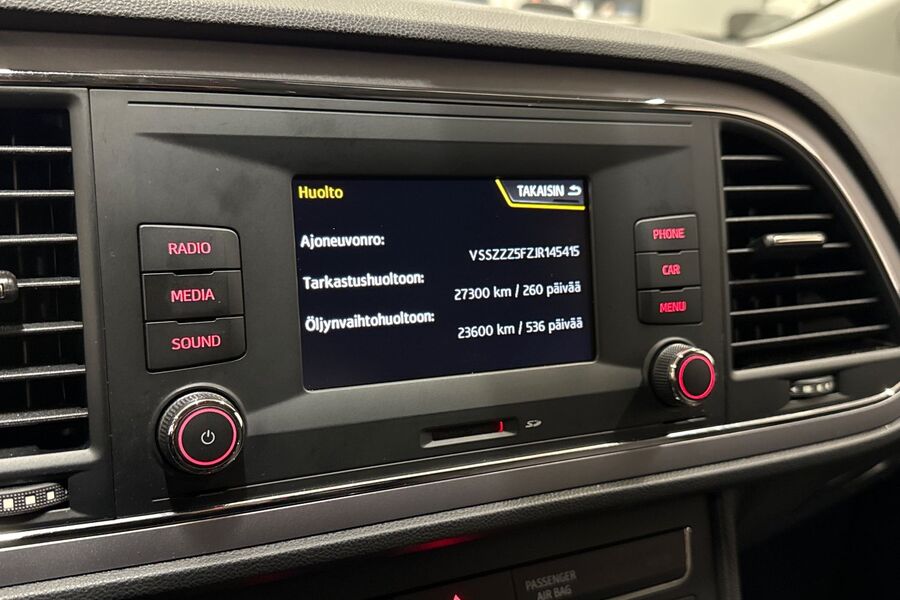 Huolto
TAKAISIN
Ajoneuvonro:
VSSZZZ5FZJR145415
Tarkastushuoltoon:
27300 km / 260 päivää
Öljynvaihtohuoltoon:
23600 km / 536 päivää
RADIO
MEDIA
SOUND
PHONE
CAR
MENU
SD
PASSENGER
AIR BAG